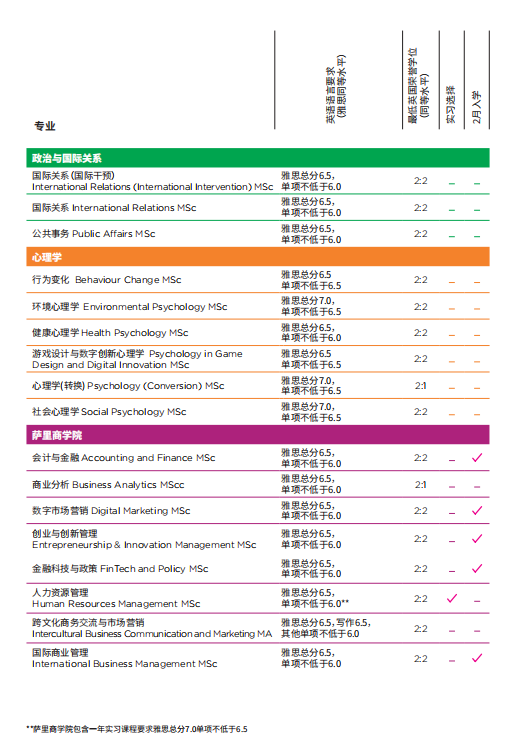 专业
英语语言要求
(雅思同等水平)
最低英国荣誉学位
(同等水平)
实习选择
2月入学
政治与国际关系
国际关系 (国际干预)
International Relations (International Intervention) MSc
雅思总分6.5，
单项不低于6.0
2:2 – –
国际关系 International Relations MSc
雅思总分6.5，
单项不低于6.0
2:2 – –
公共事务 Public Affairs MSc
雅思总分6.5，
单项不低于6.0
2:2 – –
心理学
行为变化 Behaviour Change MSc
雅思总分6.5
单项不低于6.5
2:2 – –
环境心理学 Environmental Psychology MSc
雅思总分7.0，
单项不低于6.5
2:2 – –
健康心理学 Health Psychology MSc
雅思总分6.5，
单项不低于6.0
2:2 – –
游戏设计与数字创新心理学 Psychology in Game
Design and Digital Innovation MSc
雅思总分6.5
单项不低于6.5
2:2 – –
心理学(转换) Psychology (Conversion) MSc
雅思总分7.0，
单项不低于6.5
2:1 – –
社会心理学 Social Psychology MSc
雅思总分7.0，
单项不低于6.5
2:2 – –
萨里商学院
会计与金融 Accounting and Finance MSc
雅思总分6.5，
单项不低于6.0
2:2 – ✓
商业分析 Business Analytics MScc
雅思总分6.5，
单项不低于6.0
2:1 – –
数字市场营销 Digital Marketing MSc
雅思总分6.5，
单项不低于6.0
2:2 – ✓
创业与创新管理
Entrepreneurship & Innovation Management MSc
雅思总分6.5，
单项不低于6.0
2:2 – ✓
金融科技与政策 FinTech and Policy MSc
雅思总分6.5，
单项不低于6.0
2:2 – ✓
人力资源管理
Human Resources Management MSc
雅思总分6.5，
单项不低于6.0**
2:2 ✓ –
跨文化商务交流与市场营销
Intercultural Business Communication and Marketing MA
雅思总分6.5, 写作6.5，
其他单项不低于6.0
2:2 – –
国际商业管理
International Business Management MSc
雅思总分6.5，
单项不低于6.0
2:2 – ✓
**萨里商学院包含一年实习课程要求雅思总分7.0单项不低于6.5